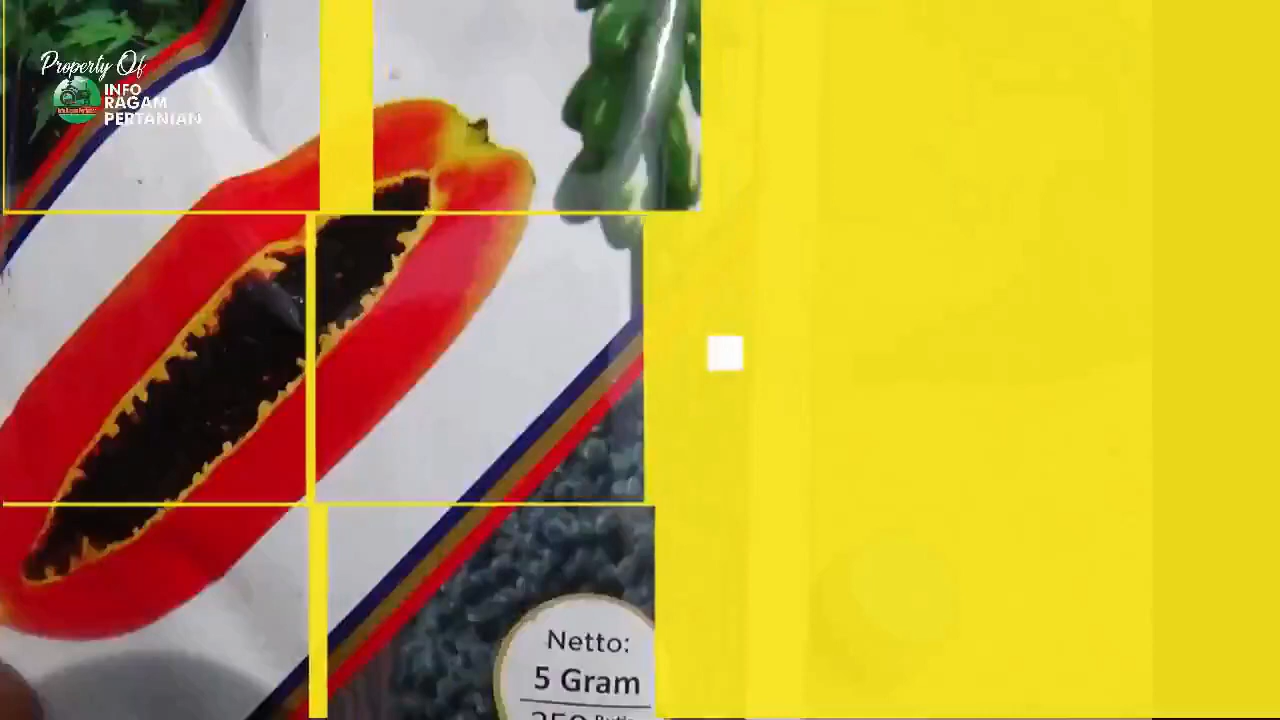 Property Of
INFO
RAGAM
PERTANIAN
Netto:
5 Gram